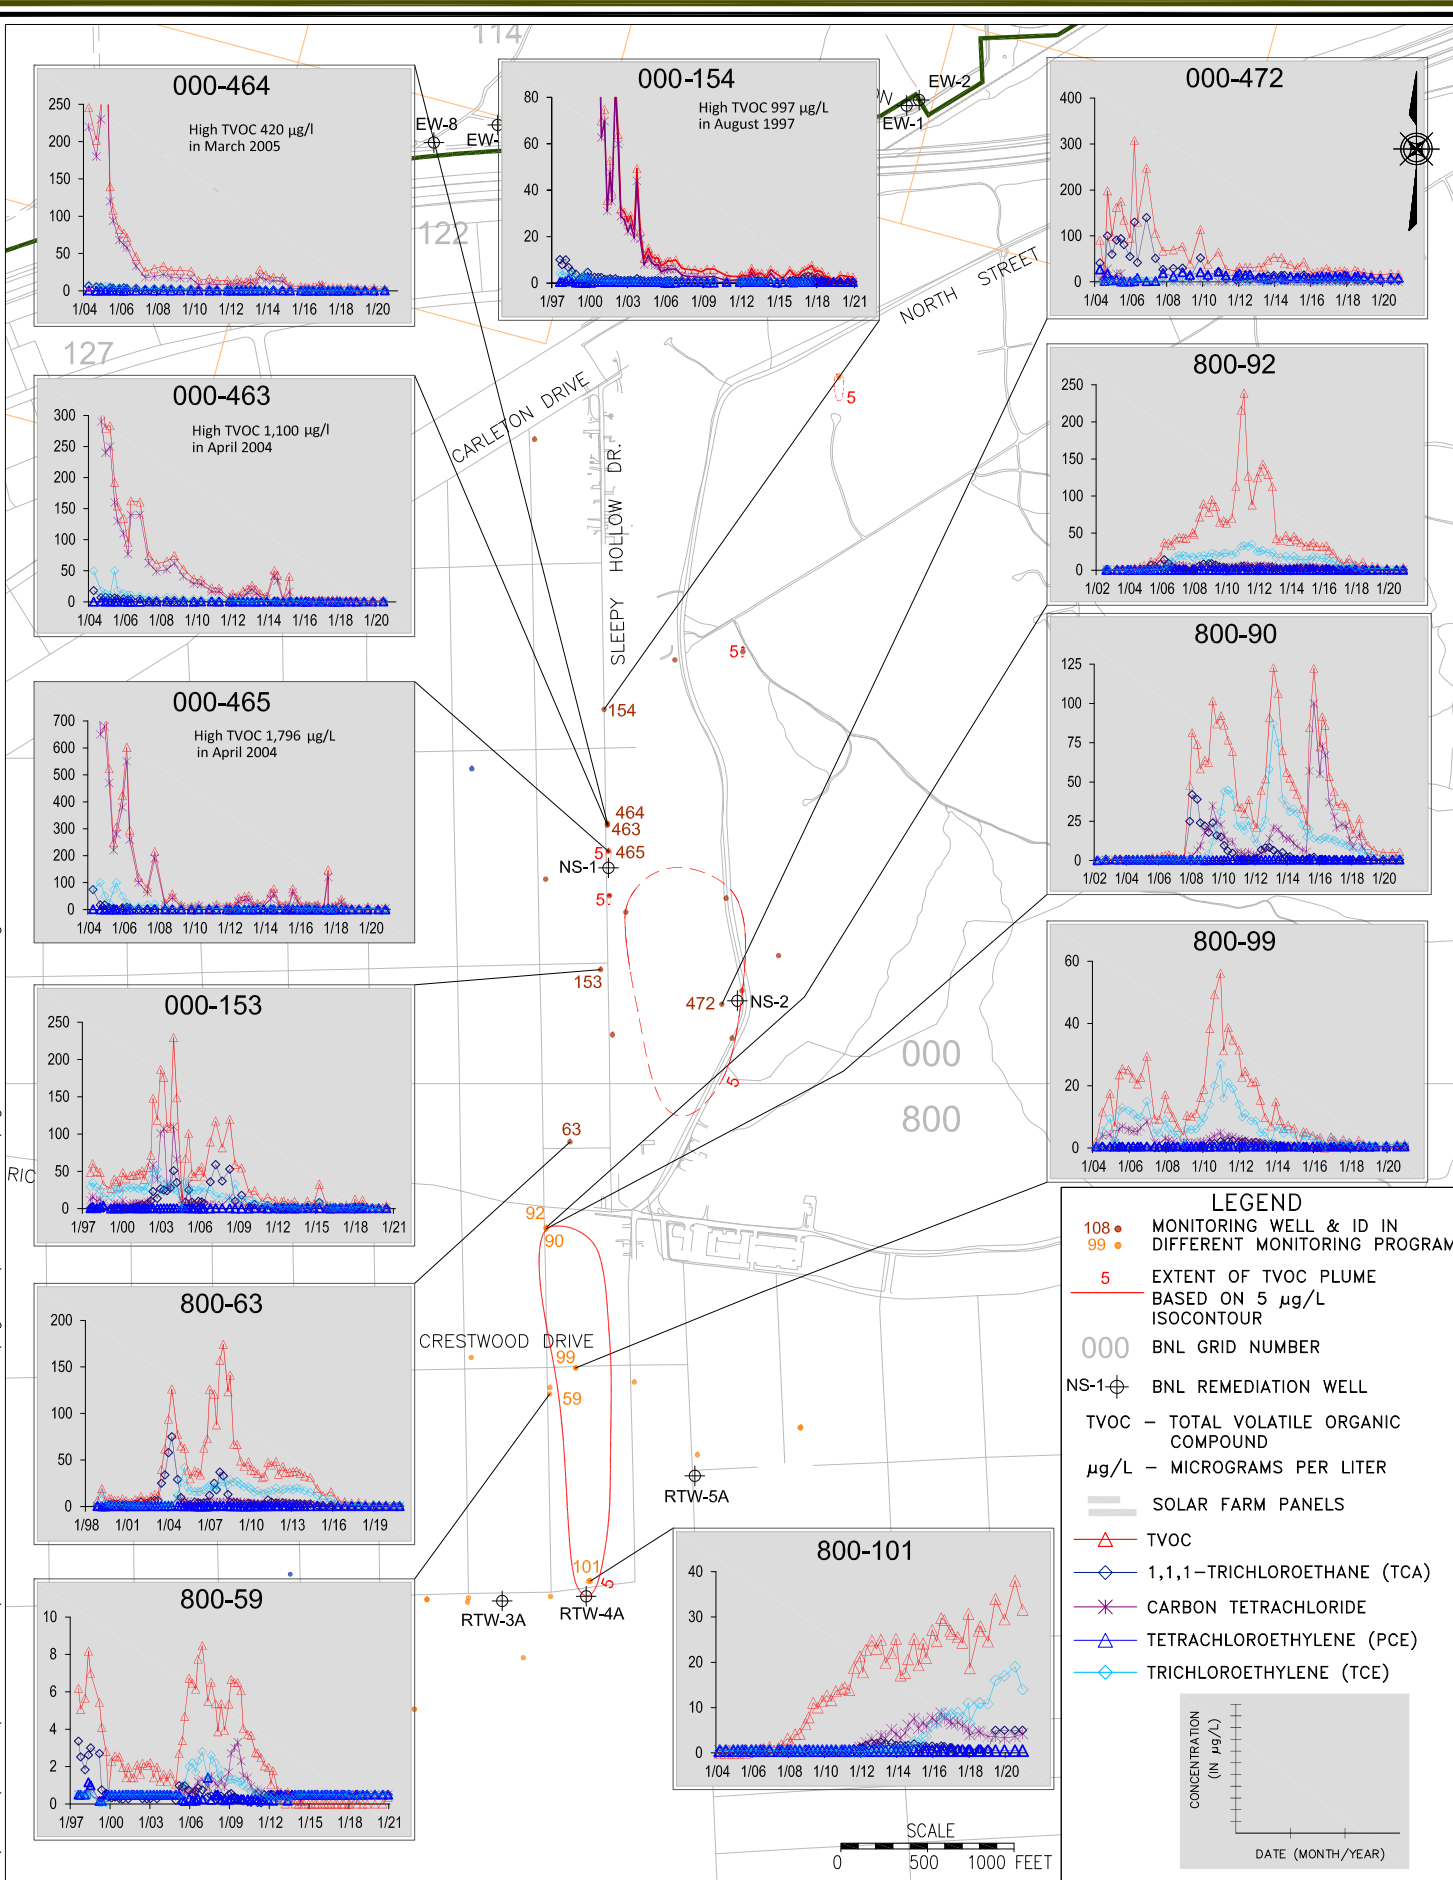 114
000-464
250
200
150
100
50
0
High TVOC 420 µg/l
in March 2005
1/04 1/06 1/08 1/10 1/12 1/14 1/16 1/18 1/20
EW-8
EW-
000-154
80
60
40
20
0
High TVOC 997 µg/L
in August 1997
1/97 1/00 1/03 1/06 1/09 1/12 1/15 1/18 1/21
EW-2
EW-1
000-472
400
300
200
100
0
1/04 1/06 1/08 1/10 1/12 1/14 1/16 1/18 1/20
122
127
NORTH STREET
CARLETON DRIVE
SLEEPY HOLLOW DR.
5
000-463
300
250
200
150
100
50
0
High TVOC 1,100 µg/l
in April 2004
1/04 1/06 1/08 1/10 1/12 1/14 1/16 1/18 1/20
800-92
250
200
150
100
50
0
1/02 1/04 1/06 1/08 1/10 1/12 1/14 1/16 1/18 1/20
000-465
700
600
500
400
300
200
100
0
High TVOC 1,796 µg/L
in April 2004
1/04 1/06 1/08 1/10 1/12 1/14 1/16 1/18 1/20
800-90
125
100
75
50
25
0
1/02 1/04 1/06 1/08 1/10 1/12 1/14 1/16 1/18 1/20
5
154
464
463
5 465
NS-1
5
153
472
NS-2
5
000
800
000-153
250
200
150
100
50
0
1/97 1/00 1/03 1/06 1/09 1/12 1/15 1/18 1/21
800-99
60
40
20
0
1/04 1/06 1/08 1/10 1/12 1/14 1/16 1/18 1/20
RIC
63
92
90
CRESTWOOD DRIVE
99
59
RTW-5A
101
5
RTW-3A
RTW-4A
800-63
200
150
100
50
0
1/98 1/01 1/04 1/07 1/10 1/13 1/16 1/19
800-59
10
8
6
4
2
0
1/97 1/00 1/03 1/06 1/09 1/12 1/15 1/18 1/21
800-101
40
30
20
10
0
1/04 1/06 1/08 1/10 1/12 1/14 1/16 1/18 1/20
SCALE
0 500 1000 FEET
LEGEND
108 MONITORING WELL & ID IN
99 DIFFERENT MONITORING PROGRAM
5 EXTENT OF TVOC PLUME
BASED ON 5 µg/L
ISOCONTOUR
000 BNL GRID NUMBER
NS-1 BNL REMEDIATION WELL
TVOC – TOTAL VOLATILE ORGANIC
COMPOUND
µg/L – MICROGRAMS PER LITER
SOLAR FARM PANELS
TVOC
1,1,1-TRICHLOROETHANE (TCA)
CARBON TETRACHLORIDE
TETRACHLOROETHYLENE (PCE)
TRICHLOROETHYLENE (TCE)
CONCENTRATION
(IN µg/L)
DATE (MONTH/YEAR)